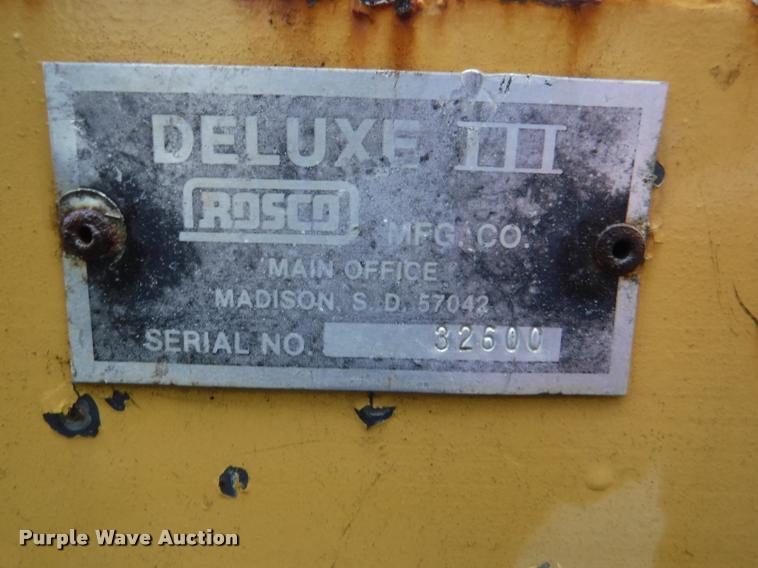 DELUXE III
ROSCO MFG. CO.
MAIN OFFICE
MADISON, S. D. 57042
SERIAL NO. 32600
Purple Wave Auction